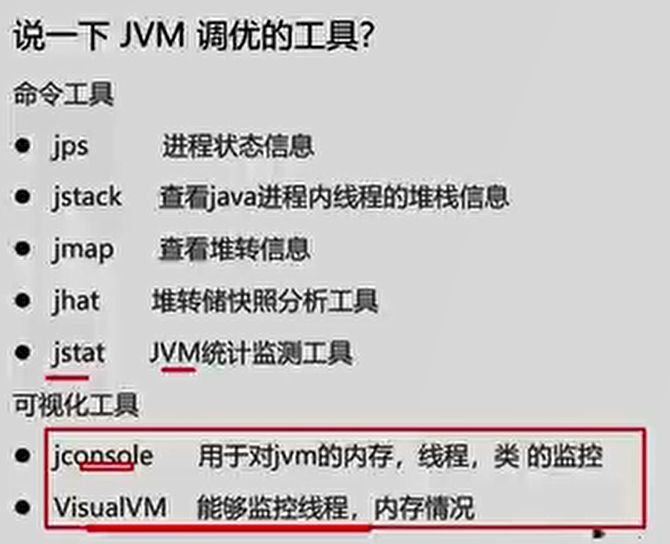 说一下 JVM 调优的工具?
命令工具
● jps 进程状态信息
● jstack 查看java进程内线程的堆栈信息
● jmap 查看堆转信息
● jhat 堆转储快照分析工具
● jstat JVM统计监测工具
可视化工具
● jconsole 用于对jvm的内存，线程，类 的监控
● VisualVM 能够监控线程，内存情况